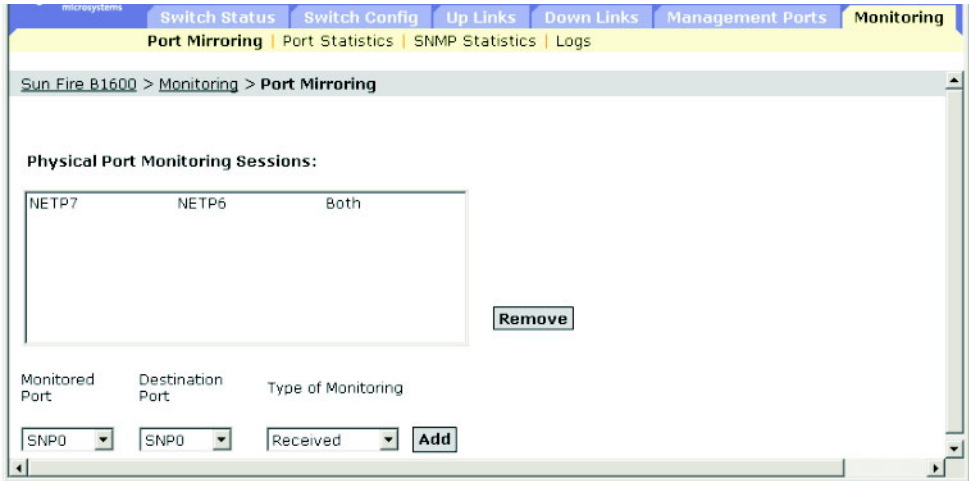 microsystems
Switch Status Switch Config Up Links Down Links Management Ports Monitoring
Port Mirroring | Port Statistics | SNMP Statistics | Logs
Sun Fire B1600 > Monitoring > Port Mirroring
Physical Port Monitoring Sessions:
NETP7 NETP6 Both
Remove
Monitored Port
Destination Port
Type of Monitoring
SNP0 SNP0 Received Add